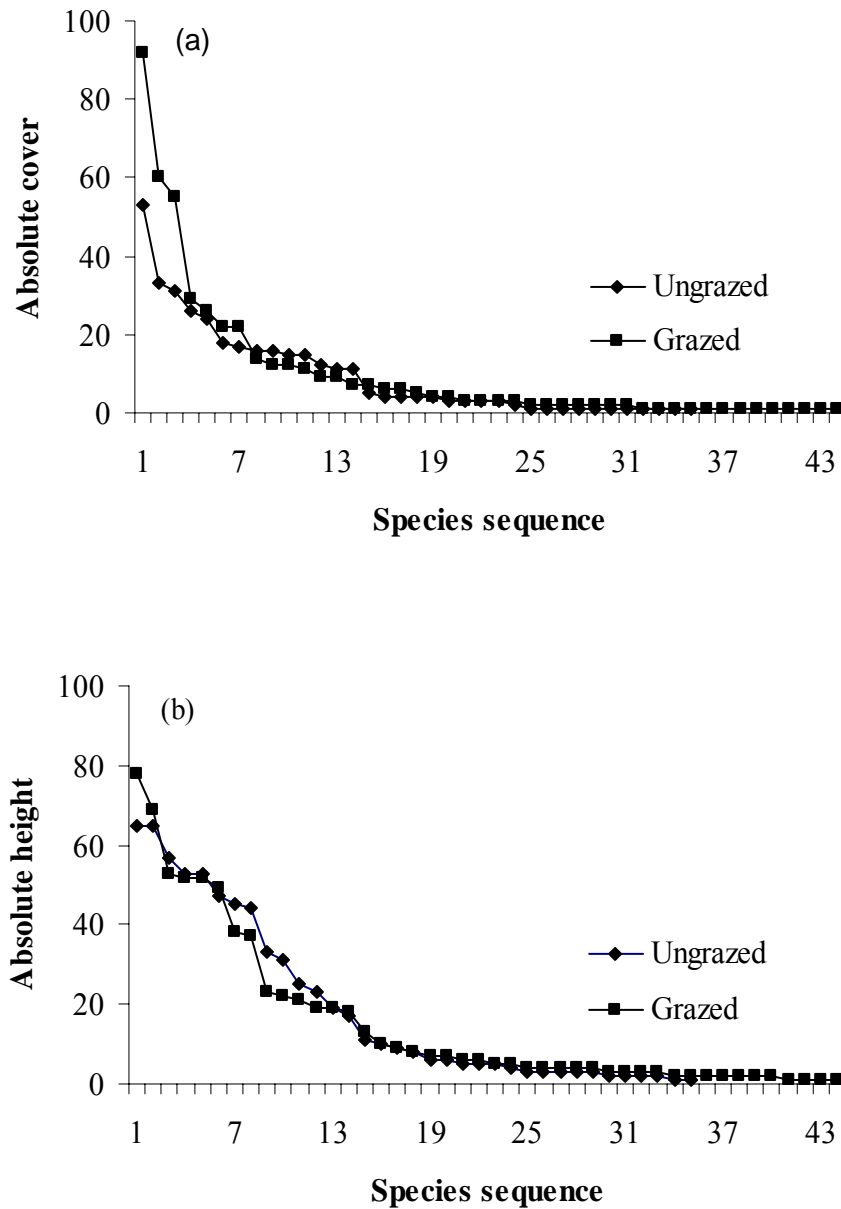 (a)
100
80
60
40
20
0
Absolute cover
Ungrazed
Grazed
1 7 13 19 25 31 37 43
Species sequence
(b)
100
80
60
40
20
0
Absolute height
Ungrazed
Grazed
1 7 13 19 25 31 37 43
Species sequence